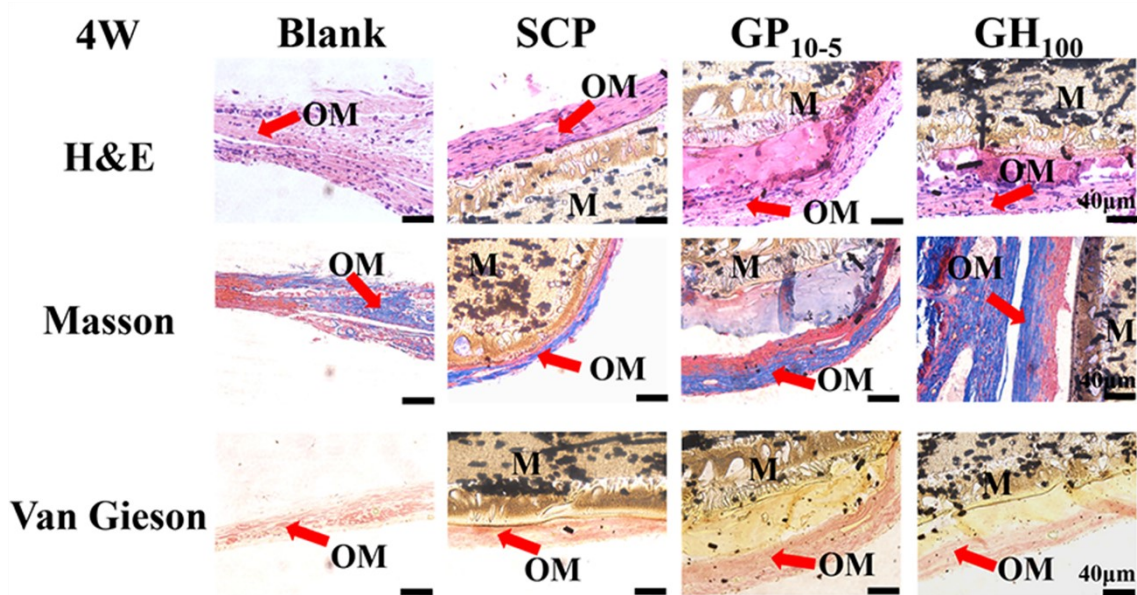 4W Blank SCP GP10-5 GH100
H&E OM OM M M
M OM OM 40μm
Masson OM M M OM M
OM OM 40μm
Van Gieson M M M
OM OM OM OM 40μm